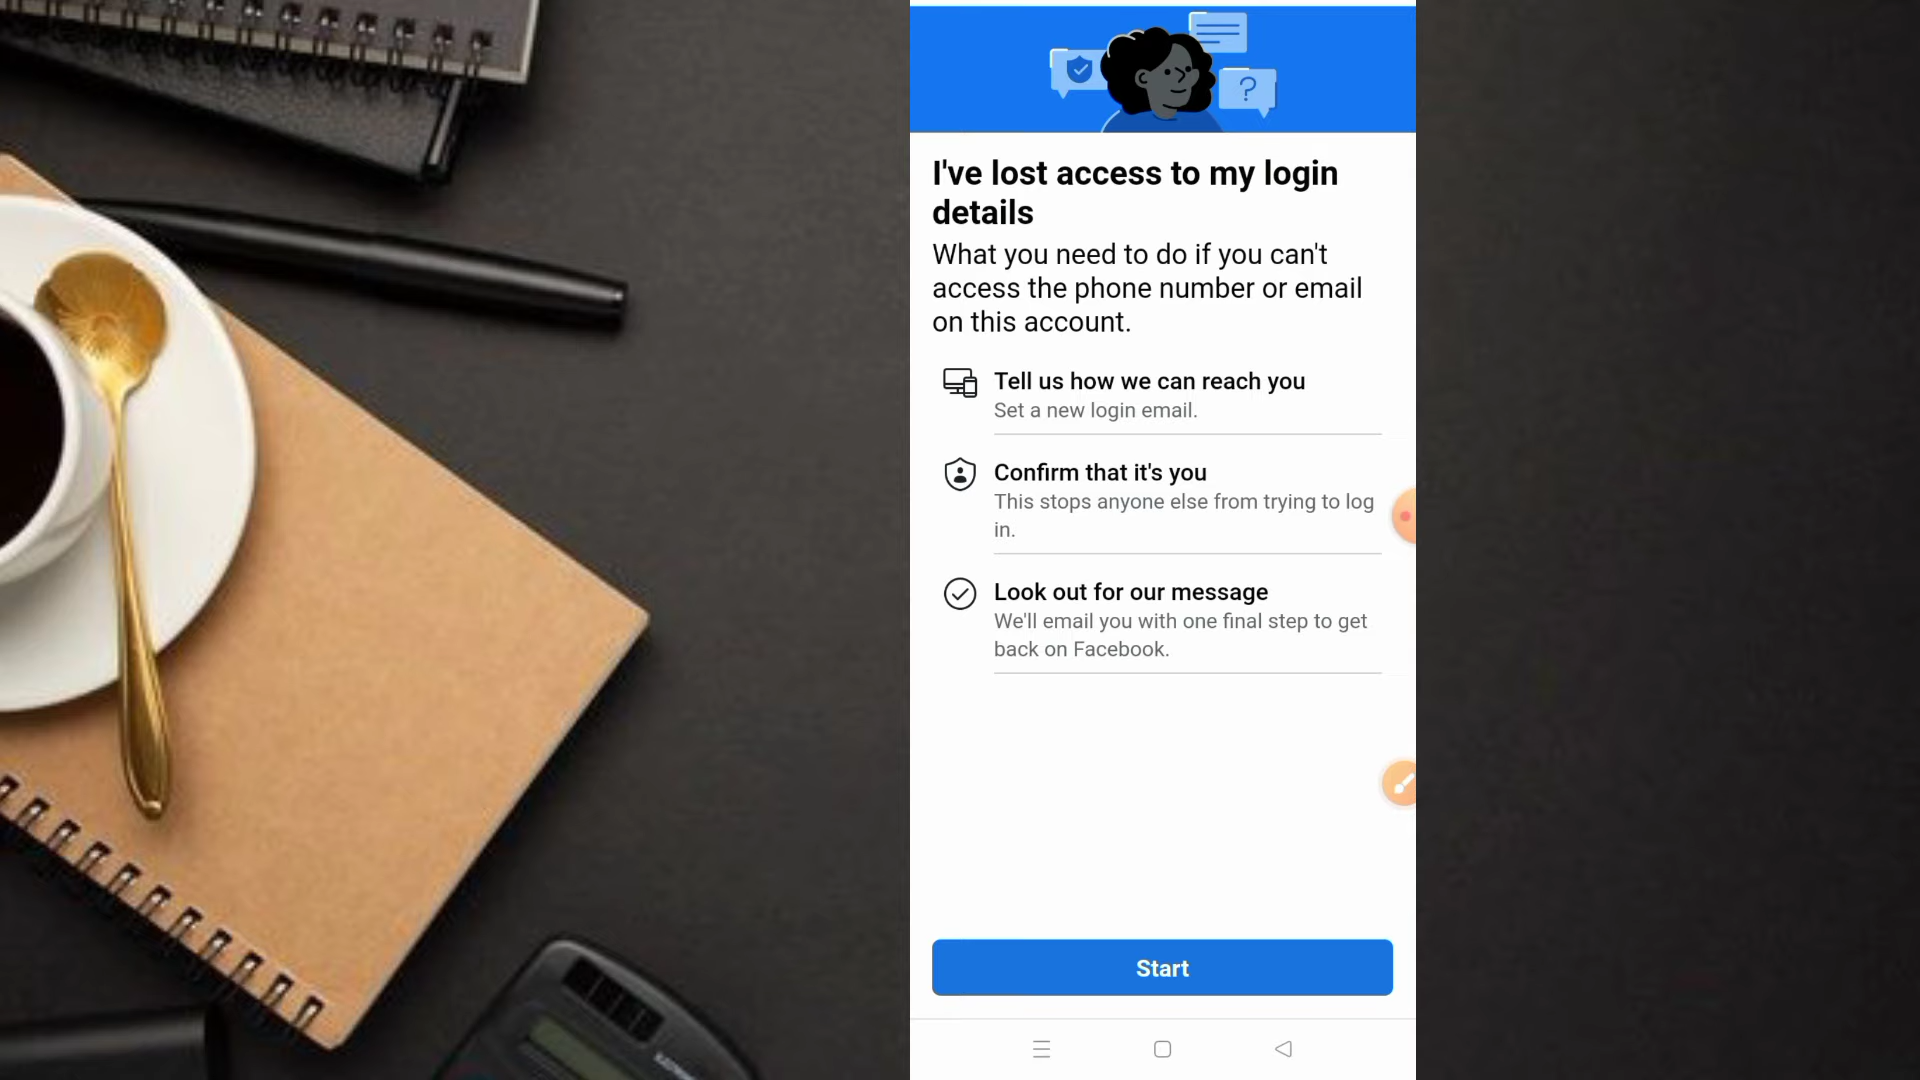 ?
I've lost access to my login
details
What you need to do if you can't
access the phone number or email
on this account.
Tell us how we can reach you
Set a new login email.
Confirm that it's you
This stops anyone else from trying to log
in.
Look out for our message
We'll email you with one final step to get
back on Facebook.
Start